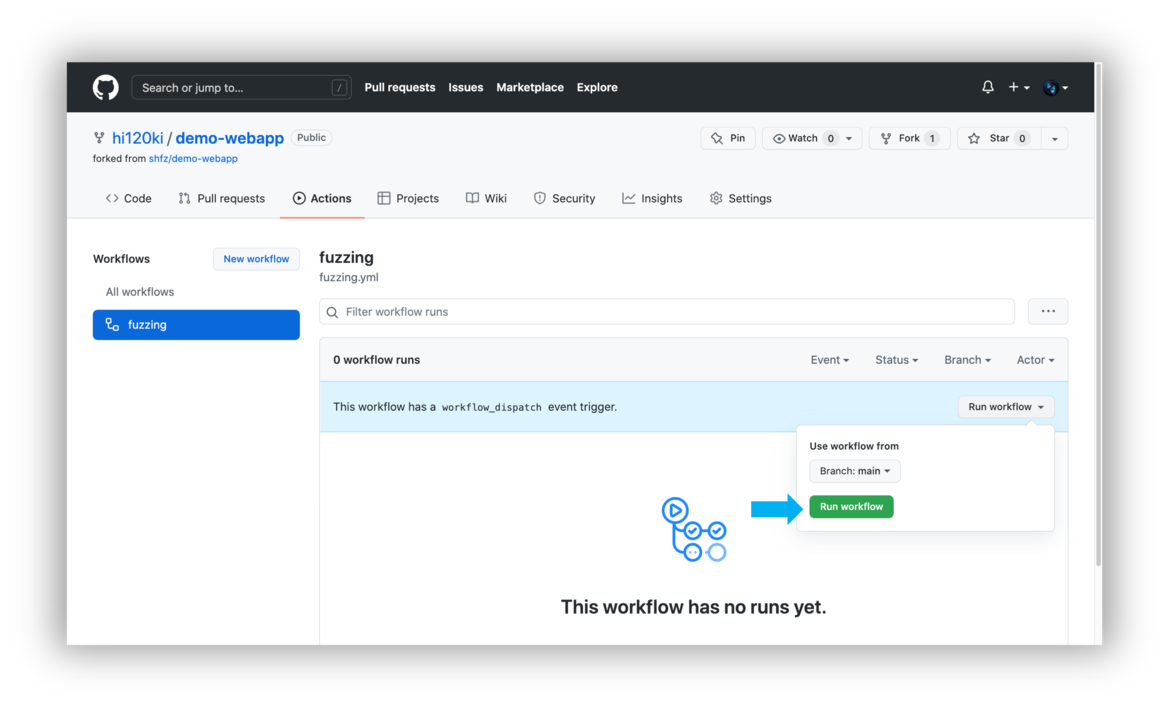 Search or jump to... / Pull requests Issues Marketplace Explore
hi120ki / demo-webapp Public Pin Watch 0 Fork 1 Star 0
forked from shfz/demo-webapp
Code Pull requests Actions Projects Wiki Security Insights Settings
Workflows New workflow
All workflows
fuzzing
fuzzing
fuzzing.yml
Filter workflow runs
0 workflow runs Event Status Branch Actor
This workflow has a workflow_dispatch event trigger. Run workflow
Use workflow from
Branch: main
Run workflow
This workflow has no runs yet.